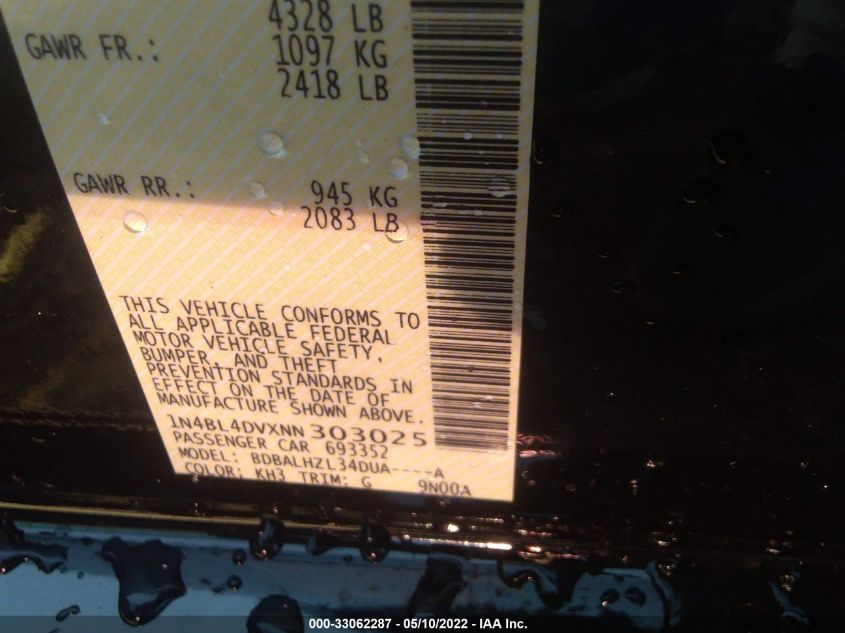 4328 LB
GAWR FR.: 1097 KG
2418 LB
GAWR RR.: 945 KG
2083 LB
THIS VEHICLE CONFORMS TO
ALL APPLICABLE FEDERAL
MOTOR VEHICLE SAFETY,
BUMPER, AND THEFT
PREVENTION STANDARDS IN
EFFECT ON THE DATE OF
MANUFACTURE SHOWN ABOVE.
1N4BL4DVXNN303025
PASSENGER CAR 693352
MODEL: BDBALHZL34DUA----A
COLOR: KH3 TRIM: G 9N00A
000-33062287 - 05/10/2022 - IAA Inc.